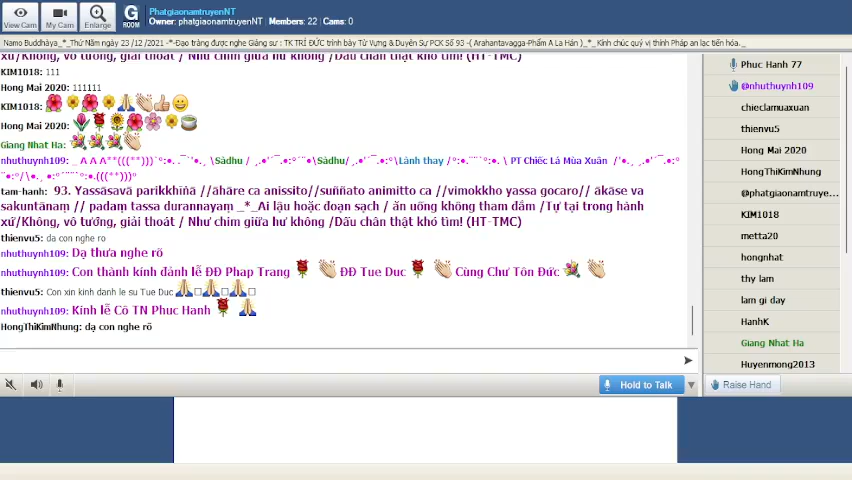 View Cam
My Cam
Enlarge
G
ROOM
PhatgiaonamtruyenNT
Owner: phatgiaonamtruyenNT | Members: 22 | Cams: 0
Namo Buddhàya_*_Thứ Năm ngày 23 /12 /2021 -*-Đạo tràng được nghe Giảng sư : TK TRÍ ĐỨC trình bày Từ Vựng & Duyên Sự PCK Số 93 -( Arahantavagga-Phẩm A La Hán )_*_ Kính chúc quý vị thính Pháp an lạc tiến hóa._
xứ/Không, vô tướng, giải thoát / Như chim giữa hư không /Dấu chân thật khó tìm! (HT-TMC)
KIM1018: 111
Hong Mai 2020: 111111
KIM1018:
Hong Mai 2020:
Giang Nhat Ha:
nhuthuynh109: \Sàdhu / \Sàdhu/ \Lành thay / \ PT Chiếc Lá Mùa Xuân
tam-hanh: 93. Yassāsavā parikkhīṇā //āhāre ca anissito//suññato animitto ca //vimokkho yassa gocaro// ākāse va
sakuntānaṃ // padaṃ tassa durannayaṃ _*_Ai lậu hoặc đoạn sạch / ăn uống không tham đắm /Tự tại trong hành
xứ/Không, vô tướng, giải thoát / Như chim giữa hư không /Dấu chân thật khó tìm! (HT-TMC)
thienvu5: da con nghe ro
nhuthuynh109: Dạ thưa nghe rõ
nhuthuynh109: Con thành kính đảnh lễ ĐĐ Phap Trang ĐĐ Tue Duc Cùng Chư Tôn Đức
thienvu5: Con xin kinh danh le su Tue Duc
nhuthuynh109: Kính lễ Cô TN Phuc Hanh
HongThiKimNhung: dạ con nghe rõ
Hold to Talk
Raise Hand
Phuc Hanh 77
@nhuthuynh109
chieclamuaxuan
thienvu5
Hong Mai 2020
HongThiKimNhung
@phatgiaonamtruye...
KIM1018
metta20
hongnhat
thy lam
lam gi day
HanhK
Giang Nhat Ha
Huyenmong2013